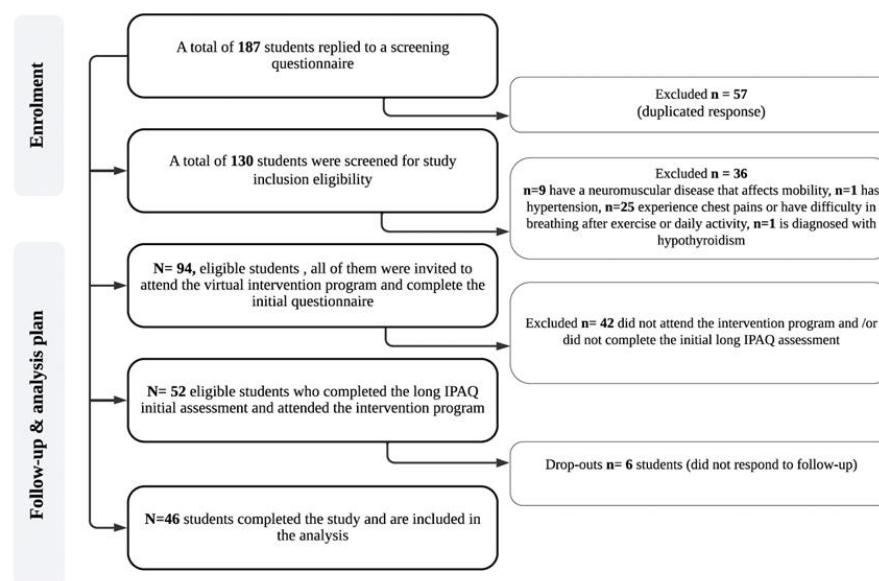 Enrolment
A total of 187 students replied to a screening
questionnaire
Excluded n = 57
(duplicated response)
A total of 130 students were screened for study
inclusion eligibility
Excluded n = 36
n=9 have a neuromuscular disease that affects mobility, n=1 has
hypertension, n=25 experience chest pains or have difficulty in
breathing after exercise or daily activity, n=1 is diagnosed with
hypothyroidism
Follow-up & analysis plan
N= 94, eligible students , all of them were invited to
attend the virtual intervention program and complete the
initial questionnaire
Excluded n= 42 did not attend the intervention program and /or
did not complete the initial long IPAQ assessment
N= 52 eligible students who completed the long IPAQ
initial assessment and attended the intervention program
Drop-outs n= 6 students (did not respond to follow-up)
N=46 students completed the study and are included in
the analysis